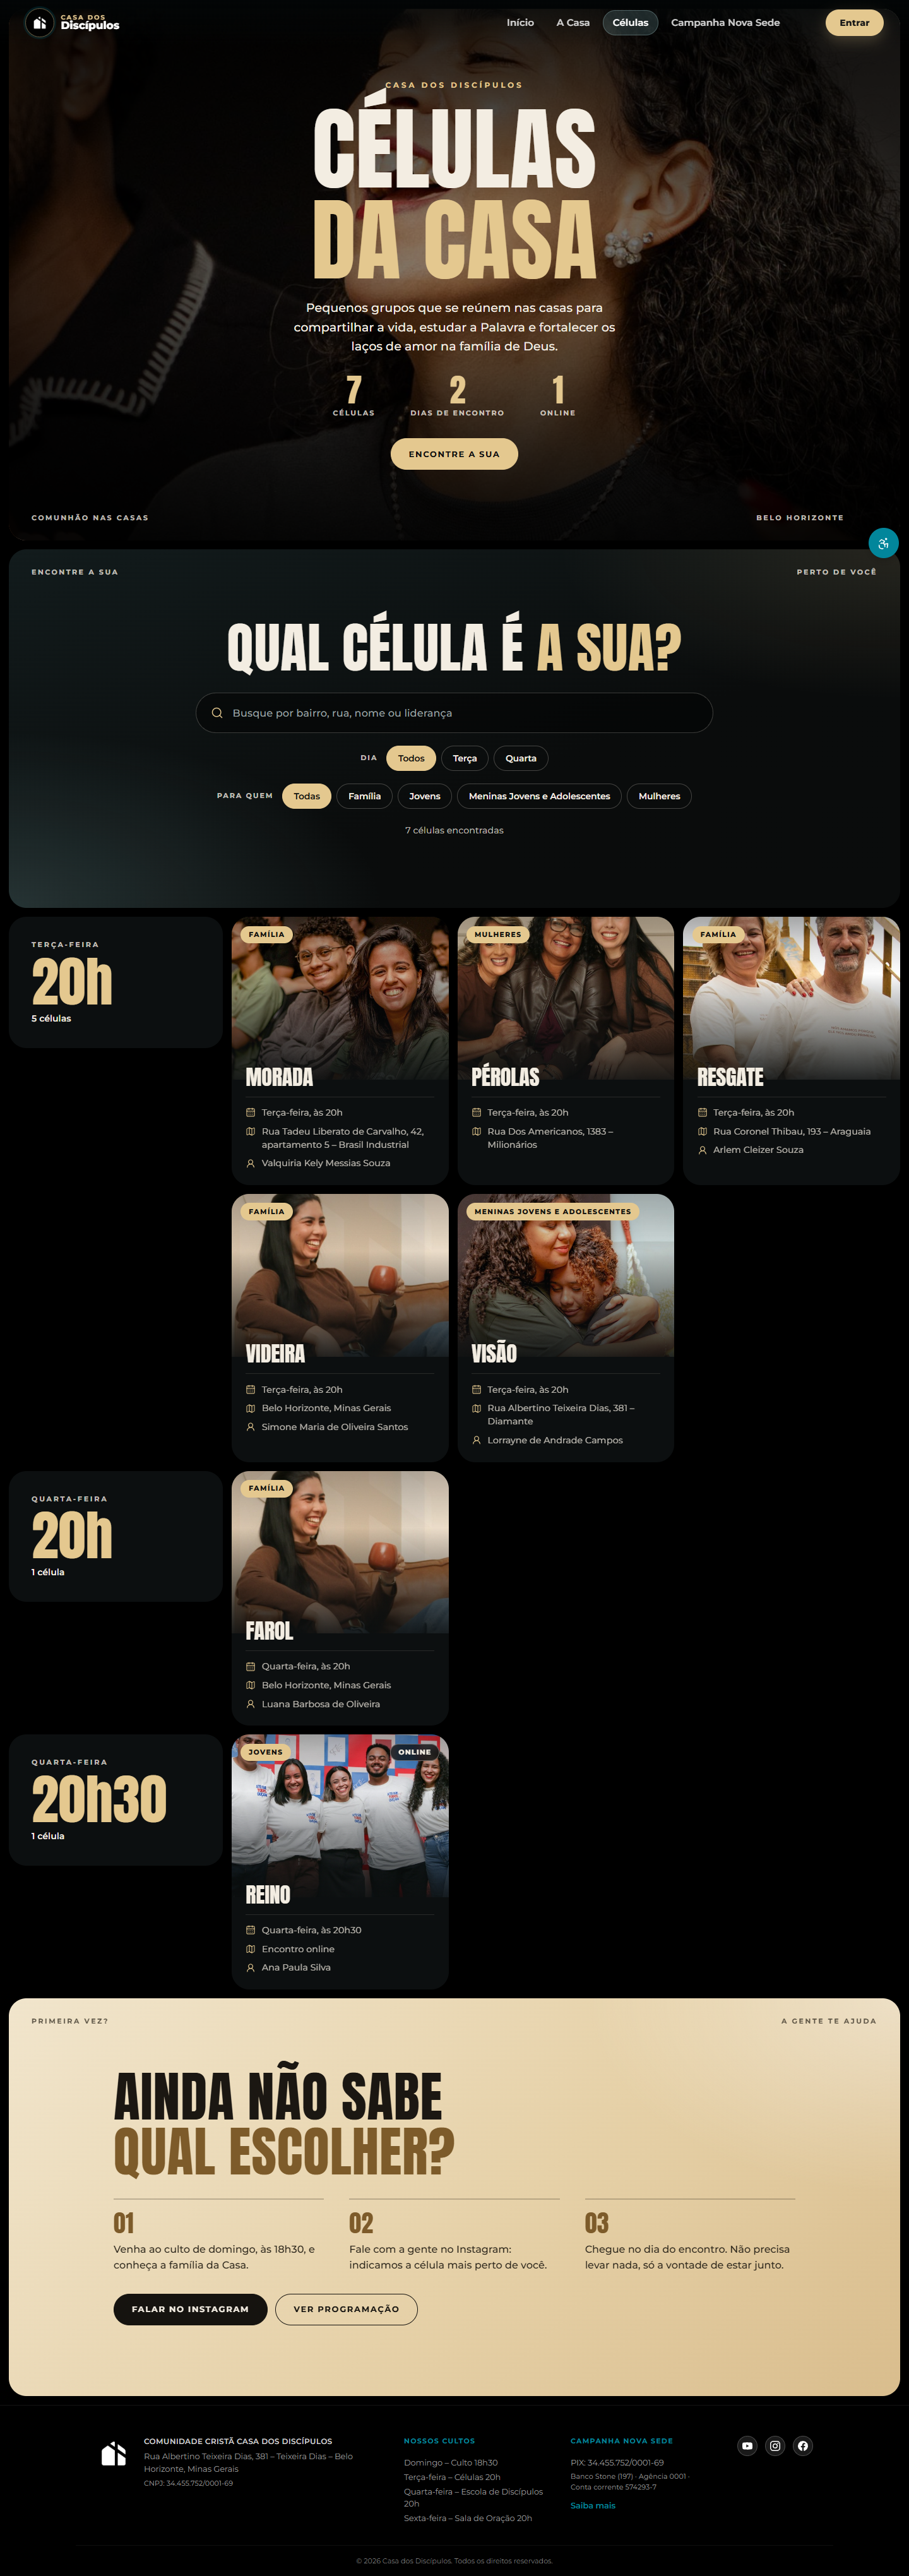 CASA DOS
Discípulos
Início
A Casa
Células
Campanha Nova Sede
Entrar
CASA DOS DISCÍPULOS
CÉLULAS
DA CASA
Pequenos grupos que se reúnem nas casas para
compartilhar a vida, estudar a Palavra e fortalecer os
laços de amor na família de Deus.
7
CÉLULAS
2
DIAS DE ENCONTRO
1
ONLINE
ENCONTRE A SUA
COMUNHÃO NAS CASAS
BELO HORIZONTE
ENCONTRE A SUA
PERTO DE VOCÊ
QUAL CÉLULA É A SUA?
Busque por bairro, rua, nome ou liderança
DIA
Todos
Terça
Quarta
PARA QUEM
Todas
Família
Jovens
Meninas Jovens e Adolescentes
Mulheres
7 células encontradas
TERÇA-FEIRA
20h
5 células
FAMÍLIA
MORADA
Terça-feira, às 20h
Rua Tadeu Liberato de Carvalho, 42,
apartamento 5 – Brasil Industrial
Valquiria Kely Messias Souza
MULHERES
PÉROLAS
Terça-feira, às 20h
Rua Dos Americanos, 1383 –
Milionários
FAMÍLIA
RESGATE
Terça-feira, às 20h
Rua Coronel Thibau, 193 – Araguaia
Arlem Cleizer Souza
FAMÍLIA
VIDEIRA
Terça-feira, às 20h
Belo Horizonte, Minas Gerais
Simone Maria de Oliveira Santos
MENINAS JOVENS E ADOLESCENTES
VISÃO
Terça-feira, às 20h
Rua Albertino Teixeira Dias, 381 –
Diamante
Lorrayne de Andrade Campos
QUARTA-FEIRA
20h
1 célula
FAMÍLIA
FAROL
Quarta-feira, às 20h
Belo Horizonte, Minas Gerais
Luana Barbosa de Oliveira
QUARTA-FEIRA
20h30
1 célula
JOVENS
ONLINE
REINO
Quarta-feira, às 20h30
Encontro online
Ana Paula Silva
PRIMEIRA VEZ?
A GENTE TE AJUDA
AINDA NÃO SABE
QUAL ESCOLHER?
01
Venha ao culto de domingo, às 18h30, e
conheça a família da Casa.
02
Fale com a gente no Instagram:
indicamos a célula mais perto de você.
03
Chegue no dia do encontro. Não precisa
levar nada, só a vontade de estar junto.
FALAR NO INSTAGRAM
VER PROGRAMAÇÃO
COMUNIDADE CRISTÃ CASA DOS DISCÍPULOS
Rua Albertino Teixeira Dias, 381 – Teixeira Dias – Belo
Horizonte, Minas Gerais
CNPJ: 34.455.752/0001-69
NOSSOS CULTOS
Domingo – Culto 18h30
Terça-feira – Células 20h
Quarta-feira – Escola de Discípulos
20h
Sexta-feira – Sala de Oração 20h
CAMPANHA NOVA SEDE
PIX: 34.455.752/0001-69
Banco Stone (197) · Agência 0001 ·
Conta corrente 574293-7
Saiba mais
© 2026 Casa dos Discípulos. Todos os direitos reservados.